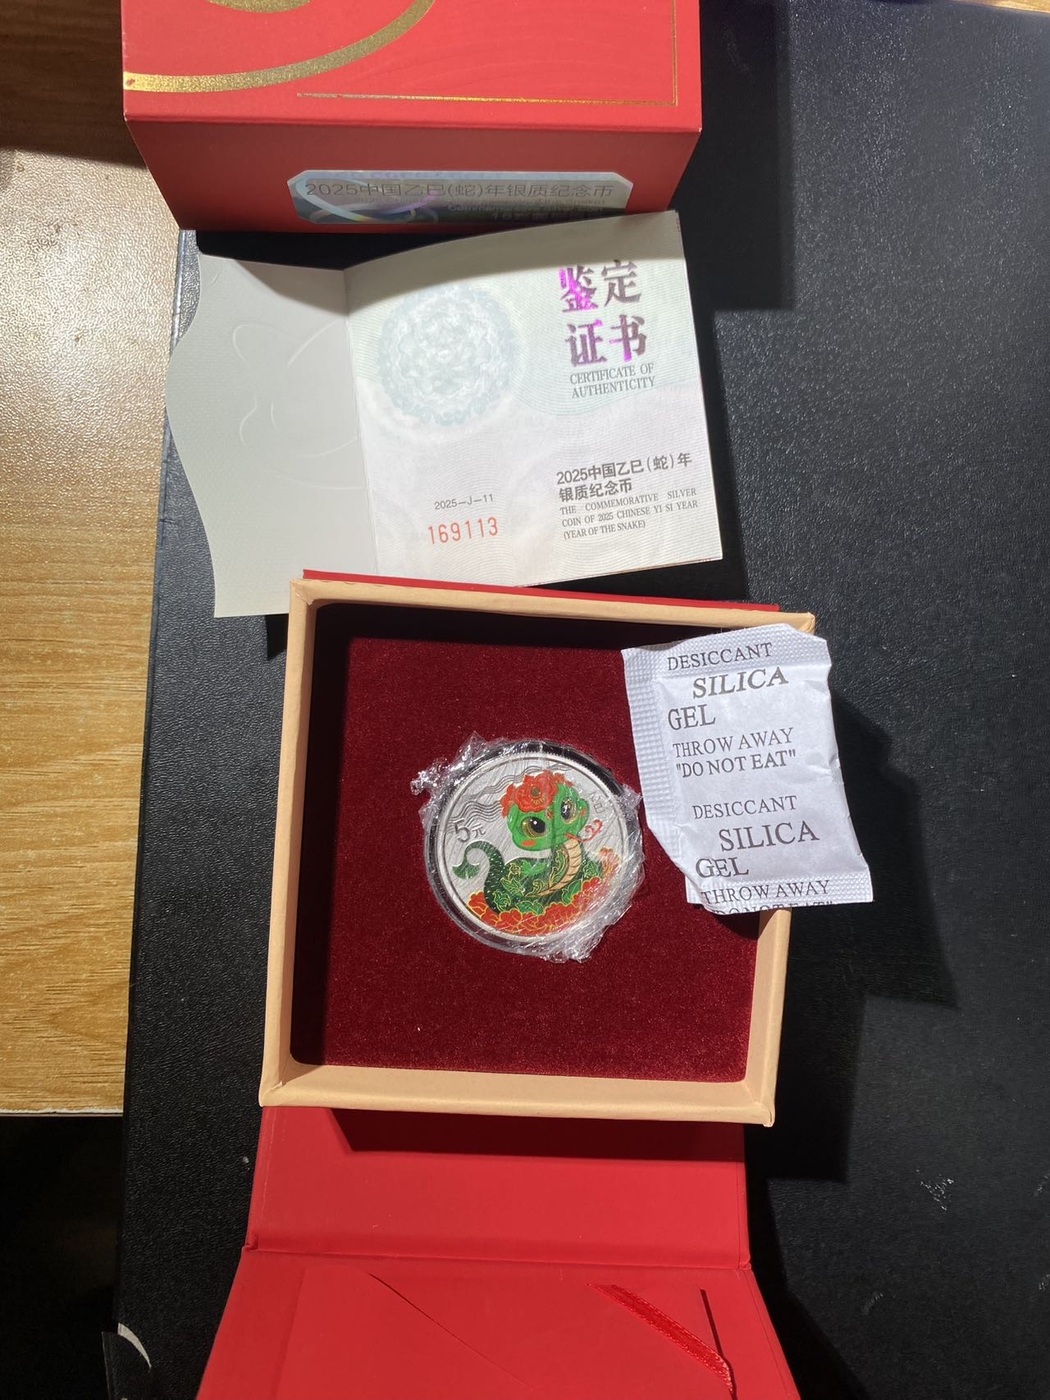 2025中国乙巳(蛇)年银质纪念币
鉴定
证书
CERTIFICATE OF
AUTHENTICITY
2025中国乙巳(蛇)年
银质纪念币
THE COMMEMORATIVE SILVER
COIN OF 2025 CHINESE YI SI YEAR
(YEAR OF THE SNAKE)
2025—J—11
169113
DESICCANT
SILICA
GEL
THROW AWAY
"DO NOT EAT"
DESICCANT
SILICA
GEL
THROW AWAY
5元